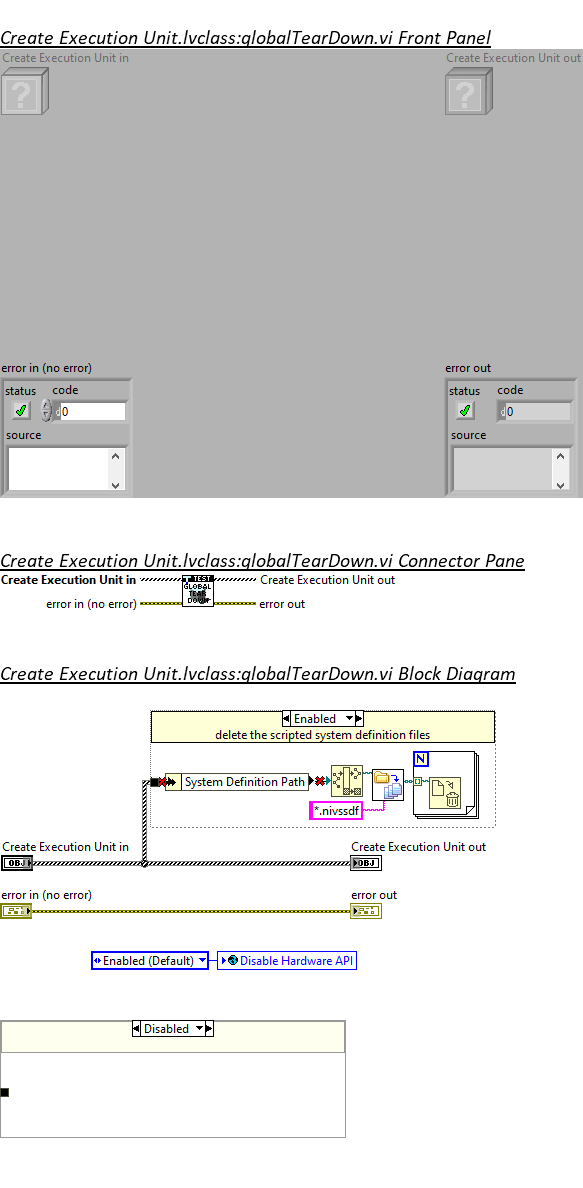 Create Execution Unit.lvclass:globalTearDown.vi Front Panel
Create Execution Unit in
Create Execution Unit out
?
?
error in (no error)
error out
status
code
status
code
d
0
d
0
source
source
Create Execution Unit.lvclass:globalTearDown.vi Connector Pane
Create Execution Unit in
TEST
GLOBAL
TEAR
DOWN
Create Execution Unit out
error in (no error)
error out
Create Execution Unit.lvclass:globalTearDown.vi Block Diagram
Enabled
delete the scripted system definition files
N
System Definition Path
*.nivssdf
Create Execution Unit in
Create Execution Unit out
OBJ
OBJ
error in (no error)
error out
Enabled (Default)
Disable Hardware API
Disabled